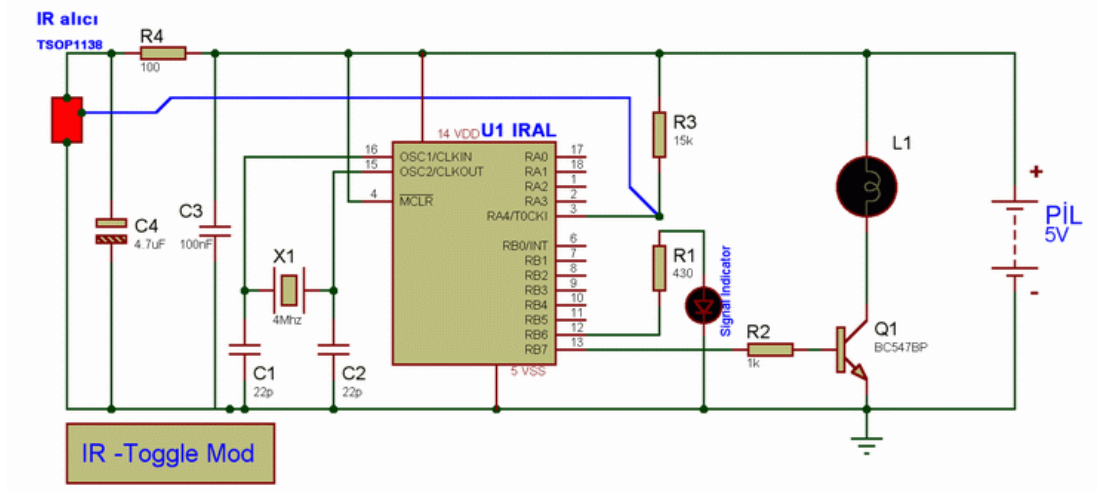 IR alıcı
TSOP1138
R4
100
C4
4.7uF
C3
100nF
X1
4Mhz
C1
22p
C2
22p
14 VDD
U1 IRAL
16
OSC1/CLKIN
15
OSC2/CLKOUT
4
MCLR
RA0
17
RA1
18
RA2
1
RA3
2
RA4/T0CKI
3
RB0/INT
6
RB1
7
RB2
8
RB3
9
RB4
10
RB5
11
RB6
12
RB7
13
5 VSS
R3
15k
R1
430
Signal Indicator
R2
1k
L1
Q1
BC547BP
+
PİL
5V
-
IR -Toggle Mod